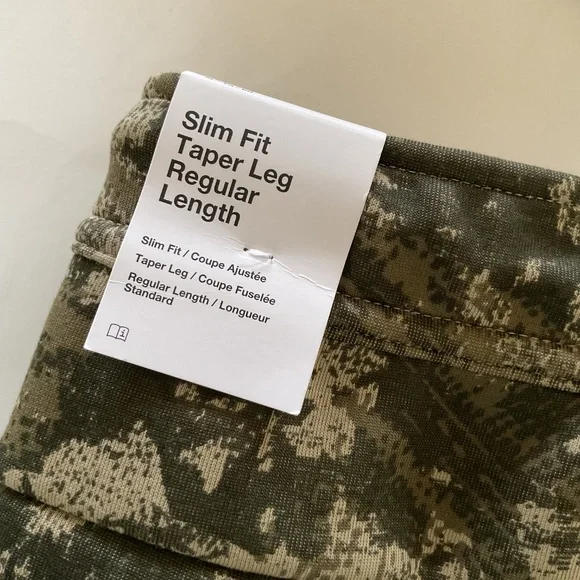 Slim Fit
Taper Leg
Regular
Length
Slim Fit / Coupe Ajustée
Taper Leg / Coupe Fuselée
Regular Length / Longueur
Standard